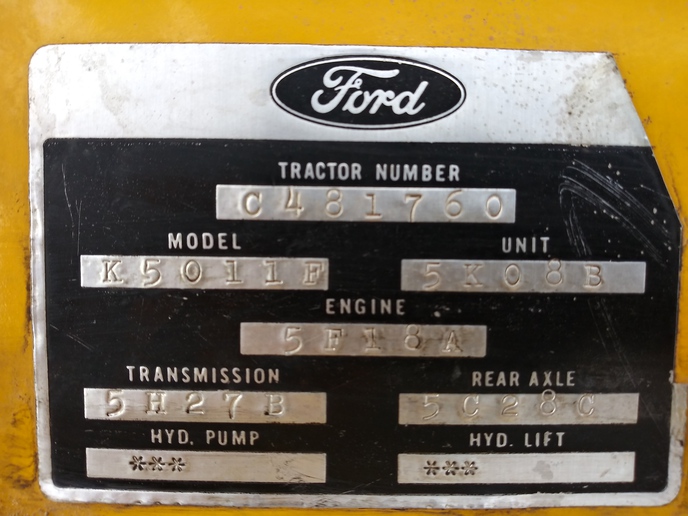 Ford
TRACTOR NUMBER
C481760
MODEL UNIT
K5011F 5K08B
ENGINE
5F18A
TRANSMISSION REAR AXLE
5H27B 5C28C
HYD. PUMP HYD. LIFT
*** ***